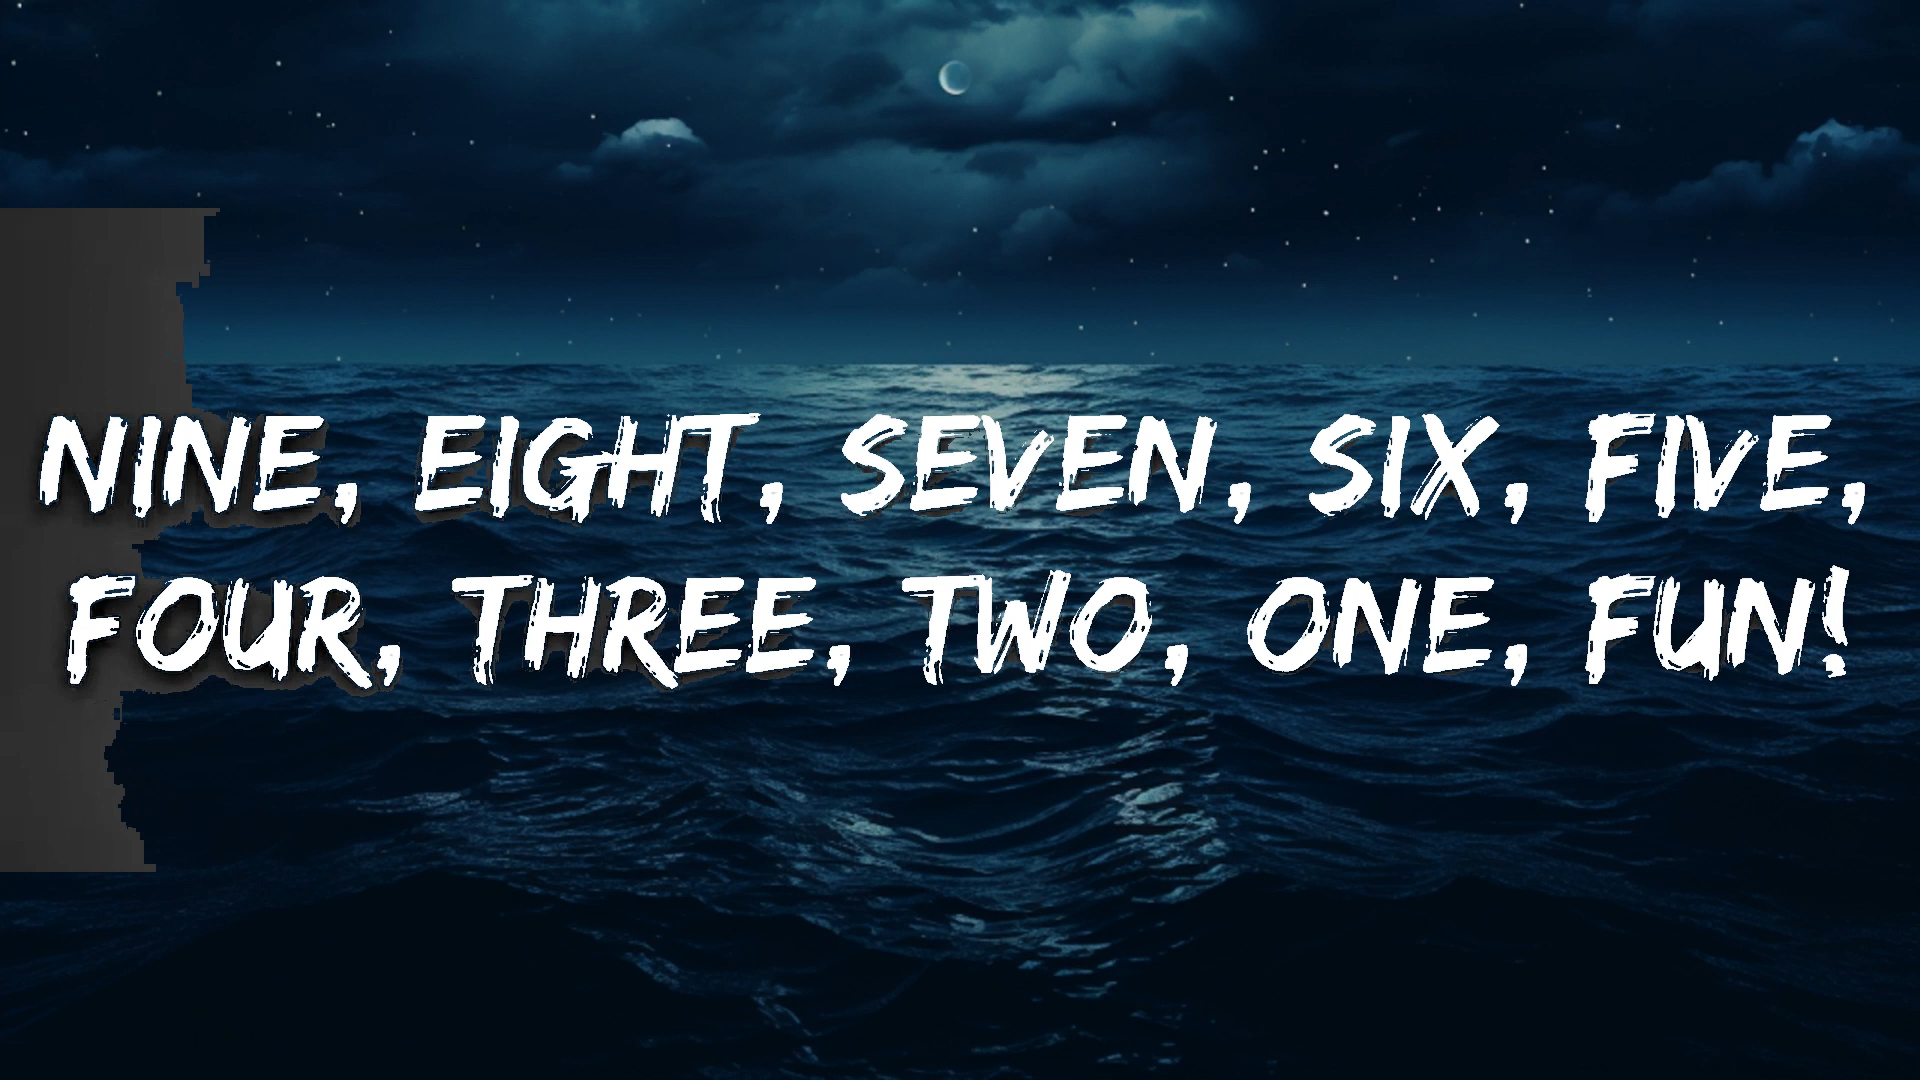 NINE, EIGHT, SEVEN, SIX, FIVE,
FOUR, THREE, TWO, ONE, FUN!